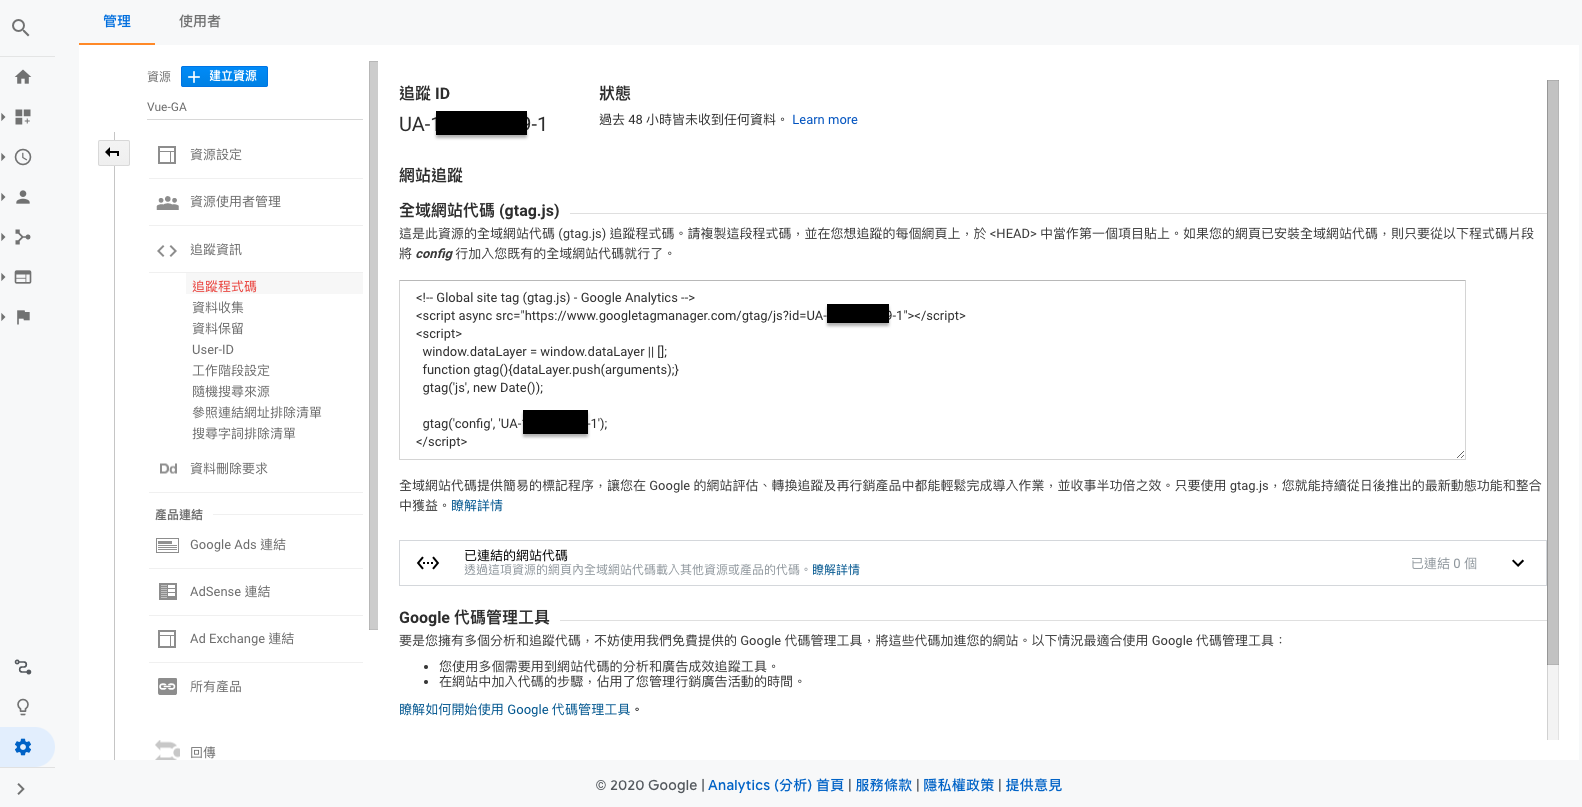 管理
使用者
資源
建立資源
Vue-GA
資源設定
資源使用者管理
追蹤資訊
追蹤程式碼
資料收集
資料保留
User-ID
工作階段設定
隨機搜尋來源
參照連結網址排除清單
搜尋字詞排除清單
Dd 資料刪除要求
產品連結
Google Ads 連結
AdSense 連結
Ad Exchange 連結
所有產品
回傳
追蹤 ID
UA-1 9-1
狀態
過去 48 小時皆未收到任何資料。 Learn more
網站追蹤
全域網站代碼 (gtag.js)
這是此資源的全域網站代碼 (gtag.js) 追蹤程式碼。請複製這段程式碼，並在您想追蹤的每個網頁上，於 <HEAD> 中當作第一個項目貼上。如果您的網頁已安裝全域網站代碼，則只要從以下程式碼片段
將 config 行加入您既有的全域網站代碼就行了。
<!-- Global site tag (gtag.js) - Google Analytics -->
<script async src="https://www.googletagmanager.com/gtag/js?id=UA- 9-1"></script>
<script>
window.dataLayer = window.dataLayer || [];
function gtag(){dataLayer.push(arguments);}
gtag('js', new Date());
gtag('config', 'UA- -1');
</script>
全域網站代碼提供簡易的標記程序，讓您在 Google 的網站評估、轉換追蹤及再行銷產品中都能輕鬆完成導入作業，並收事半功倍之效。只要使用 gtag.js，您就能持續從日後推出的最新動態功能和整合
中獲益。瞭解詳情
已連結的網站代碼
透過這項資源的網頁內全域網站代碼載入其他資源或產品的代碼。瞭解詳情
已連結 0 個
Google 代碼管理工具
要是您擁有多個分析和追蹤代碼，不妨使用我們免費提供的 Google 代碼管理工具，將這些代碼加進您的網站。以下情況最適合使用 Google 代碼管理工具：
• 您使用多個需要用到網站代碼的分析和廣告成效追蹤工具。
• 在網站中加入代碼的步驟，佔用了您管理行銷廣告活動的時間。
瞭解如何開始使用 Google 代碼管理工具。
© 2020 Google | Analytics (分析) 首頁 | 服務條款 | 隱私權政策 | 提供意見